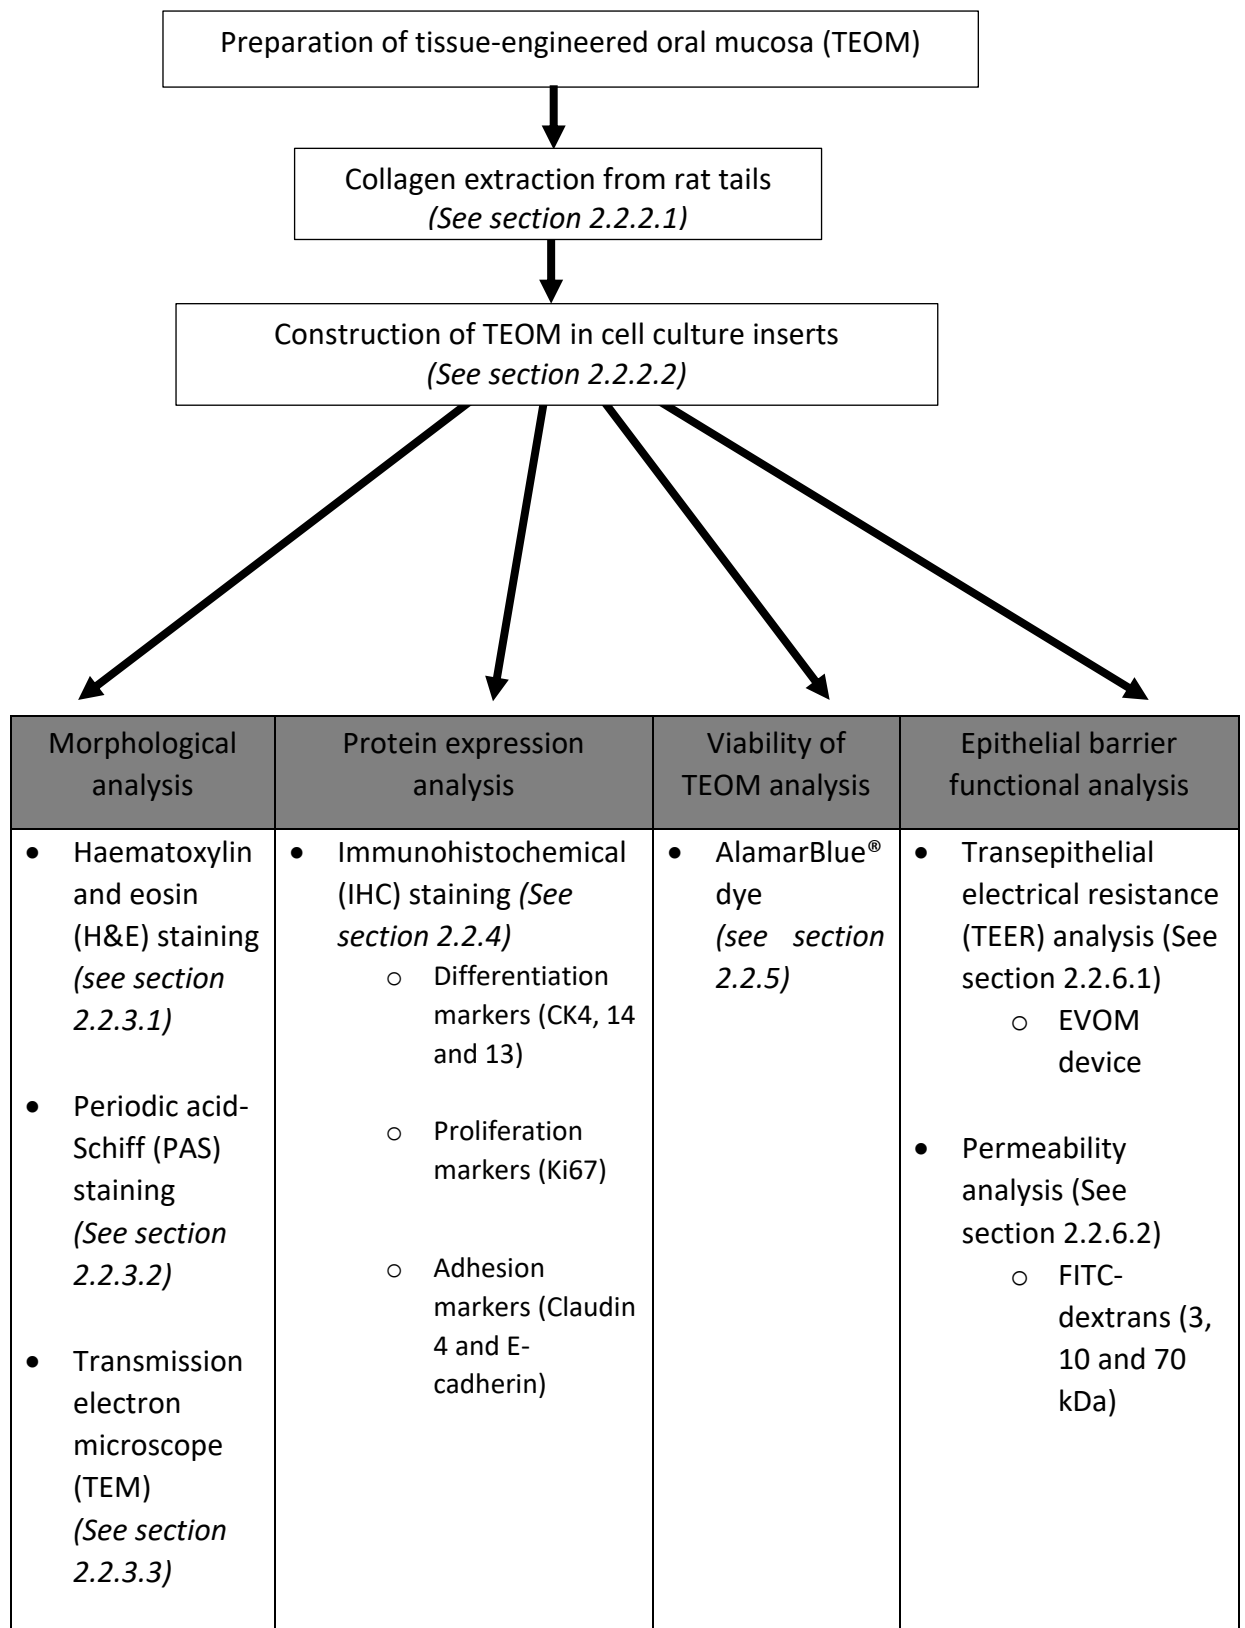 Preparation of tissue-engineered oral mucosa (TEOM)
Collagen extraction from rat tails
(See section 2.2.2.1)
Construction of TEOM in cell culture inserts
(See section 2.2.2.2)
Morphological
analysis
Protein expression
analysis
Viability of
TEOM analysis
Epithelial barrier
functional analysis
• Haematoxylin
and eosin
(H&E) staining
(see section
2.2.3.1)
• Periodic acid-
Schiff (PAS)
staining
(See section
2.2.3.2)
• Transmission
electron
microscope
(TEM)
(See section
2.2.3.3)
• Immunohistochemical
(IHC) staining (See
section 2.2.4)
o Differentiation
markers (CK4, 14
and 13)
o Proliferation
markers (Ki67)
o Adhesion
markers (Claudin
4 and E-
cadherin)
• AlamarBlue®
dye
(see section
2.2.5)
• Transepithelial
electrical resistance
(TEER) analysis (See
section 2.2.6.1)
o EVOM
device
• Permeability
analysis (See
section 2.2.6.2)
o FITC-
dextrans (3,
10 and 70
kDa)